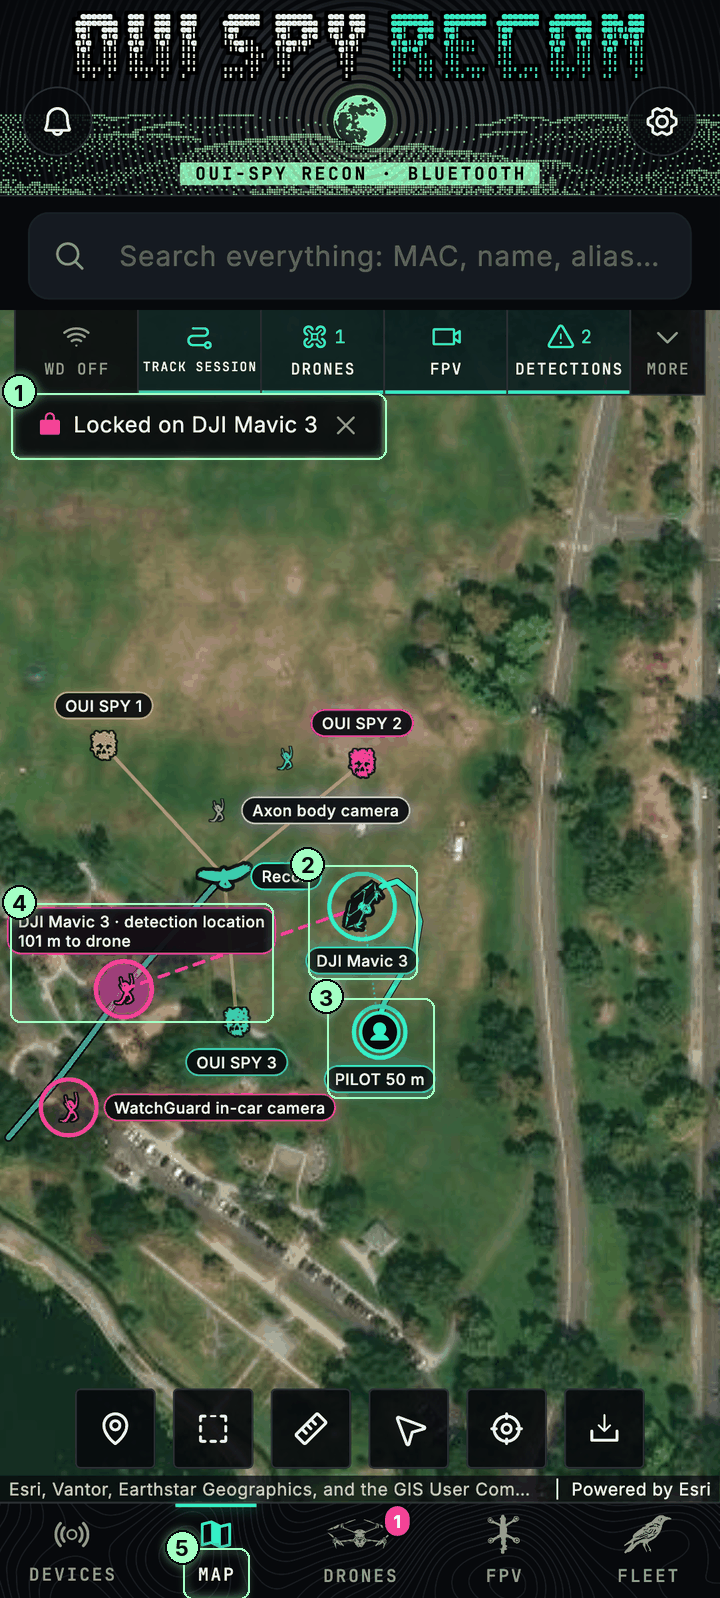 OUI SPY RECON
OUI-SPY RECON · BLUETOOTH
Search everything: MAC, name, alias...
WD OFF
TRACK SESSION
1
DRONES
FPV
2
DETECTIONS
MORE
1
Locked on DJI Mavic 3
OUI SPY 1
OUI SPY 2
Axon body camera
2
4
DJI Mavic 3 · detection location
101 m to drone
DJI Mavic 3
3
OUI SPY 3
PILOT 50 m
WatchGuard in-car camera
Esri, Vantor, Earthstar Geographics, and the GIS User Com...
Powered by Esri
1
5
DEVICES
MAP
DRONES
FPV
FLEET